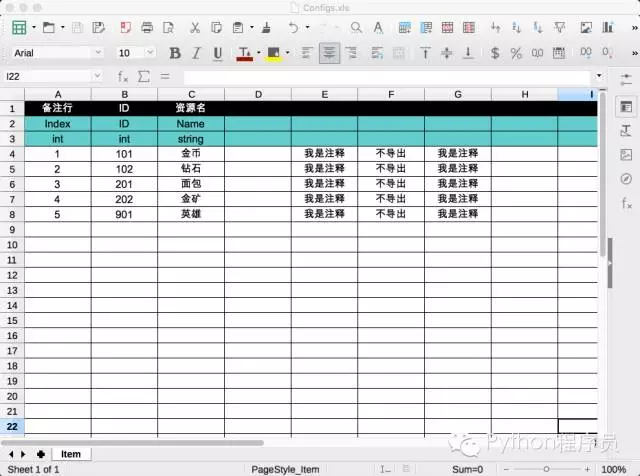 Configs.xls
Arial 10 B I U T $ % 0.0
I22 fx Σ =
A B C D E F G H I
1 备注行 ID 资源名
2 Index ID Name
3 int int string
4 1 101 金币 我是注释 不导出 我是注释
5 2 102 钻石 我是注释 不导出 我是注释
6 3 201 面包 我是注释 不导出 我是注释
7 4 202 金矿 我是注释 不导出 我是注释
8 5 901 英雄 我是注释 不导出 我是注释
9
10
11
12
13
14
15
16
17
18
19
20
21
22
Python程序员
Item
Sheet 1 of 1 PageStyle_Item Sum=0 100%